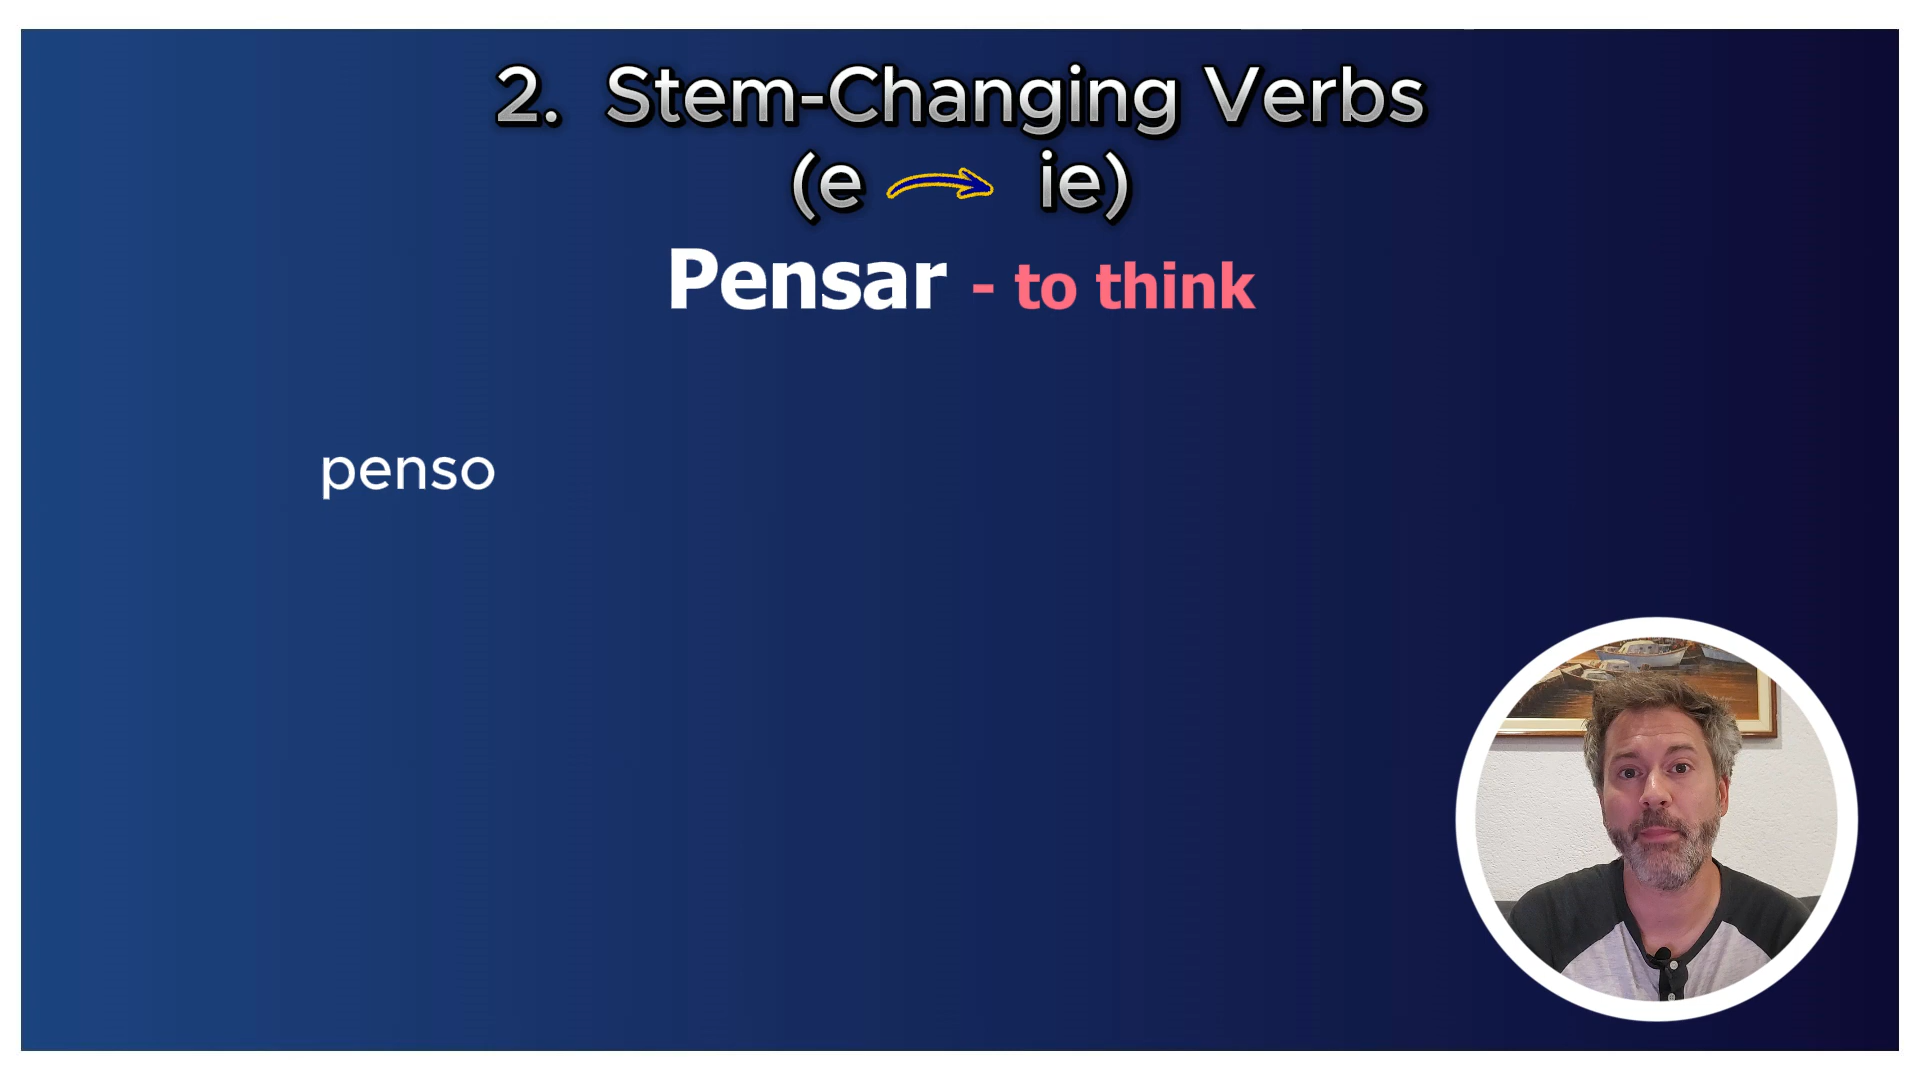 2. Stem-Changing Verbs
(e ie)
Pensar - to think
penso